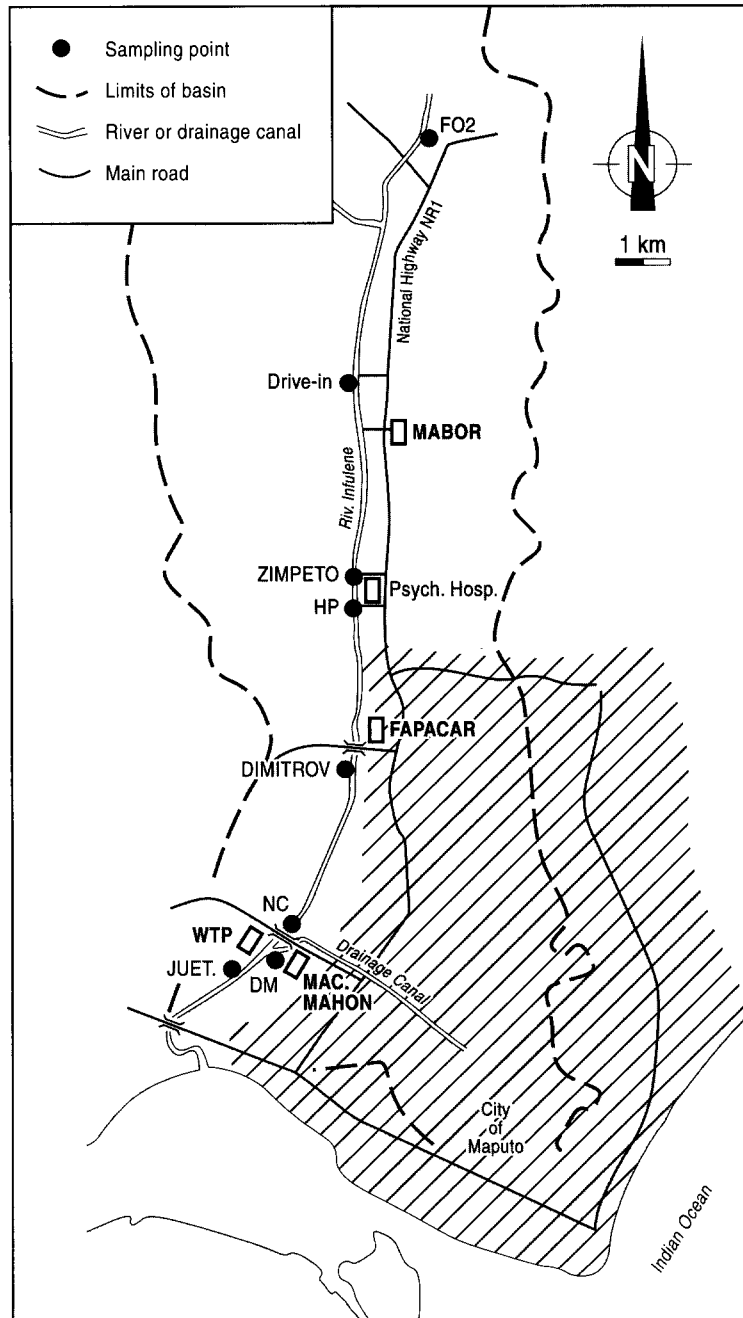 Sampling point
Limits of basin
River or drainage canal
Main road
FO2
N
1 km
National Highway NR1
Drive-in
MABOR
Riv. Infulene
ZIMPETO
Psych. Hosp.
HP
FAPACAR
DIMITROV
NC
WTP
Drainage Canal
JUET.
DM
MAC.
MAHON
City
of
Maputo
Indian Ocean